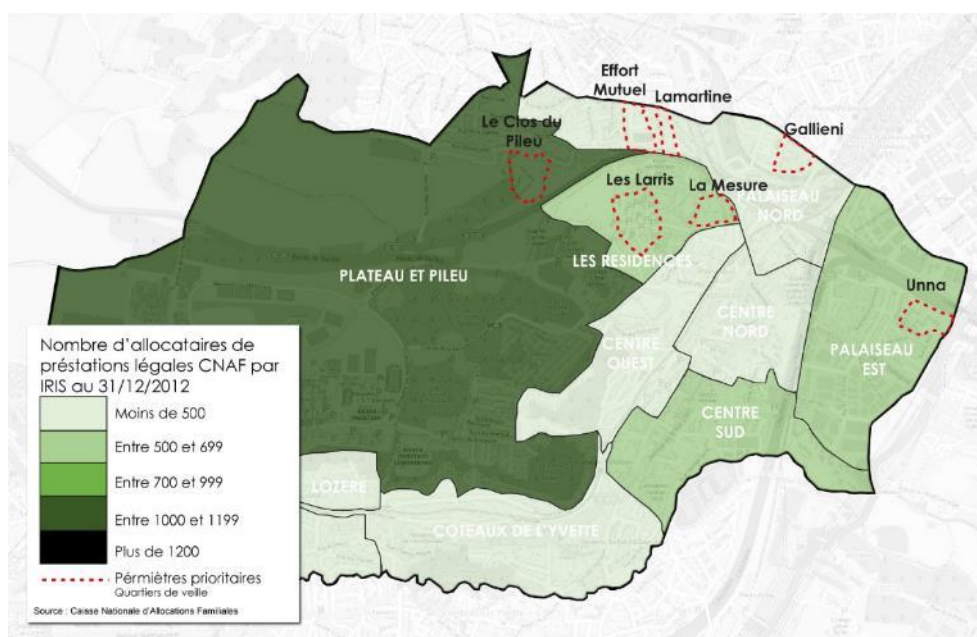 Effort
Mutuel
Lamartine
Le Clos du
Pileu
Gallieni
Les Larris
La Mesure
PALAISEAU
NORD
PLATEAU ET PILEU
LES RESIDENCES
Unna
CENTRE
NORD
CENTRE
OUEST
PALAISEAU
EST
CENTRE
SUD
LOZERE
COTEAUX DE L'YVETTE
Nombre d'allocataires de
préstations légales CNAF par
IRIS au 31/12/2012
Moins de 500
Entre 500 et 699
Entre 700 et 999
Entre 1000 et 1199
Plus de 1200
Pérmiètres prioritaires
Quartiers de veille
Source : Caisse Nationale d'Allocations Familiales